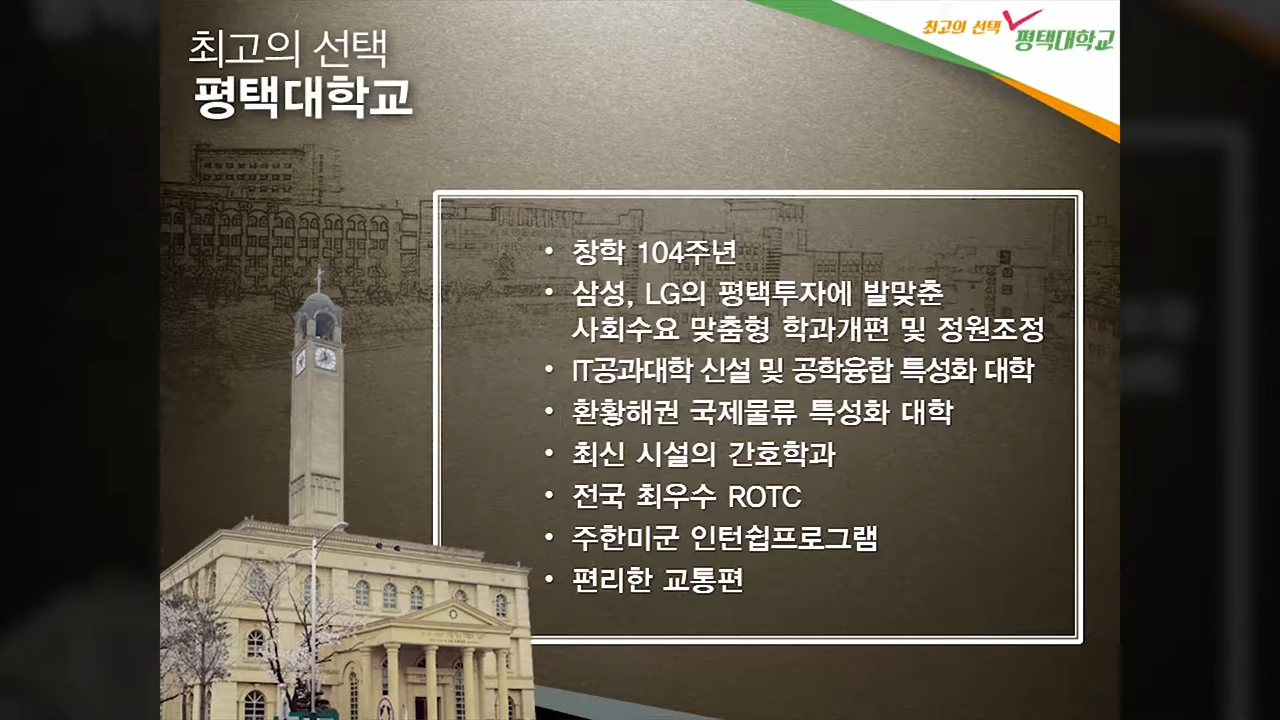 최고의 선택
평택대학교
최고의 선택
평택대학교
• 창학 104주년
• 삼성, LG의 평택투자에 발맞춘
사회수요 맞춤형 학과개편 및 정원조정
• IT공과대학 신설 및 공학융합 특성화 대학
• 환황해권 국제물류 특성화 대학
• 최신 시설의 간호학과
• 전국 최우수 ROTC
• 주한미군 인턴쉽프로그램
• 편리한 교통편